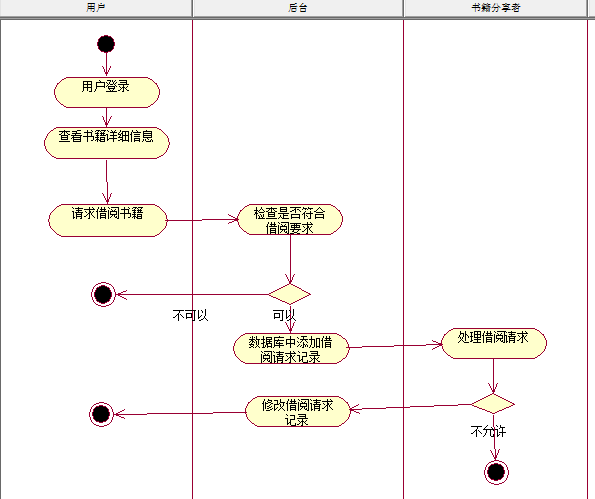 用户
后台
书籍分享者
用户登录
查看书籍详细信息
请求借阅书籍
检查是否符合
借阅要求
不可以
可以
数据库中添加借
阅请求记录
处理借阅请求
修改借阅请求
记录
不允许